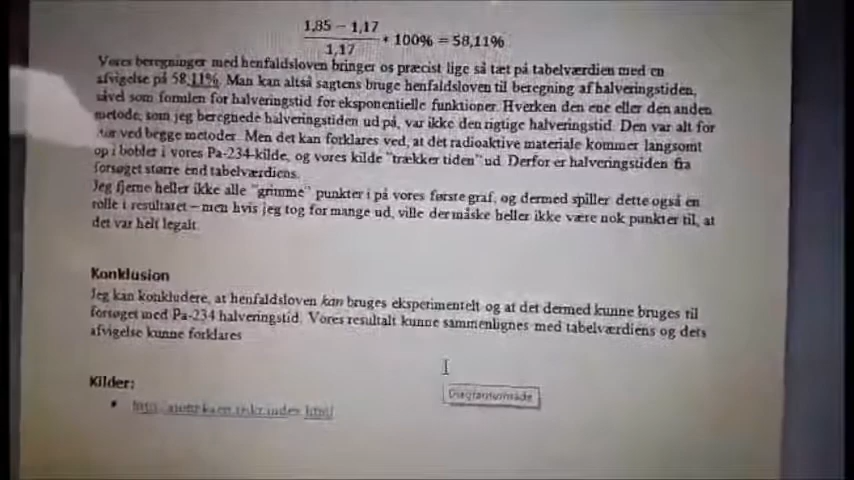 1,85 − 1,17
1,17
* 100% = 58,11%
Vores beregninger med henfaldsloven bringer os præcist lige så tæt på tabelværdien med en
afvigelse på 58,11%. Man kan altså sagtens bruge henfaldsloven til beregning af halveringstiden,
såvel som formlen for halveringstid for eksponentielle funktioner. Hverken den ene eller den anden
metode, som jeg beregnede halveringstiden ud på, var ikke den rigtige halveringstid. Den var alt for
stor ved begge metoder. Men det kan forklares ved, at det radioaktive materiale kommer langsomt
op i bobler i vores Pa-234-kilde, og vores kilde "trækker tiden" ud. Derfor er halveringstiden fra
forsøget større end tabelværdiens.
Jeg fjerne heller ikke alle "grimme" punkter i på vores første graf, og dermed spiller dette også en
rolle i resultatet – men hvis jeg tog for mange ud, ville der måske heller ikke være nok punkter til, at
det var helt legalt.
Konklusion
Jeg kan konkludere, at henfaldsloven kan bruges eksperimentelt og at det dermed kunne bruges til
forsøget med Pa-234 halveringstid. Vores resultalt kunne sammenlignes med tabelværdiens og dets
afvigelse kunne forklares
Kilder: